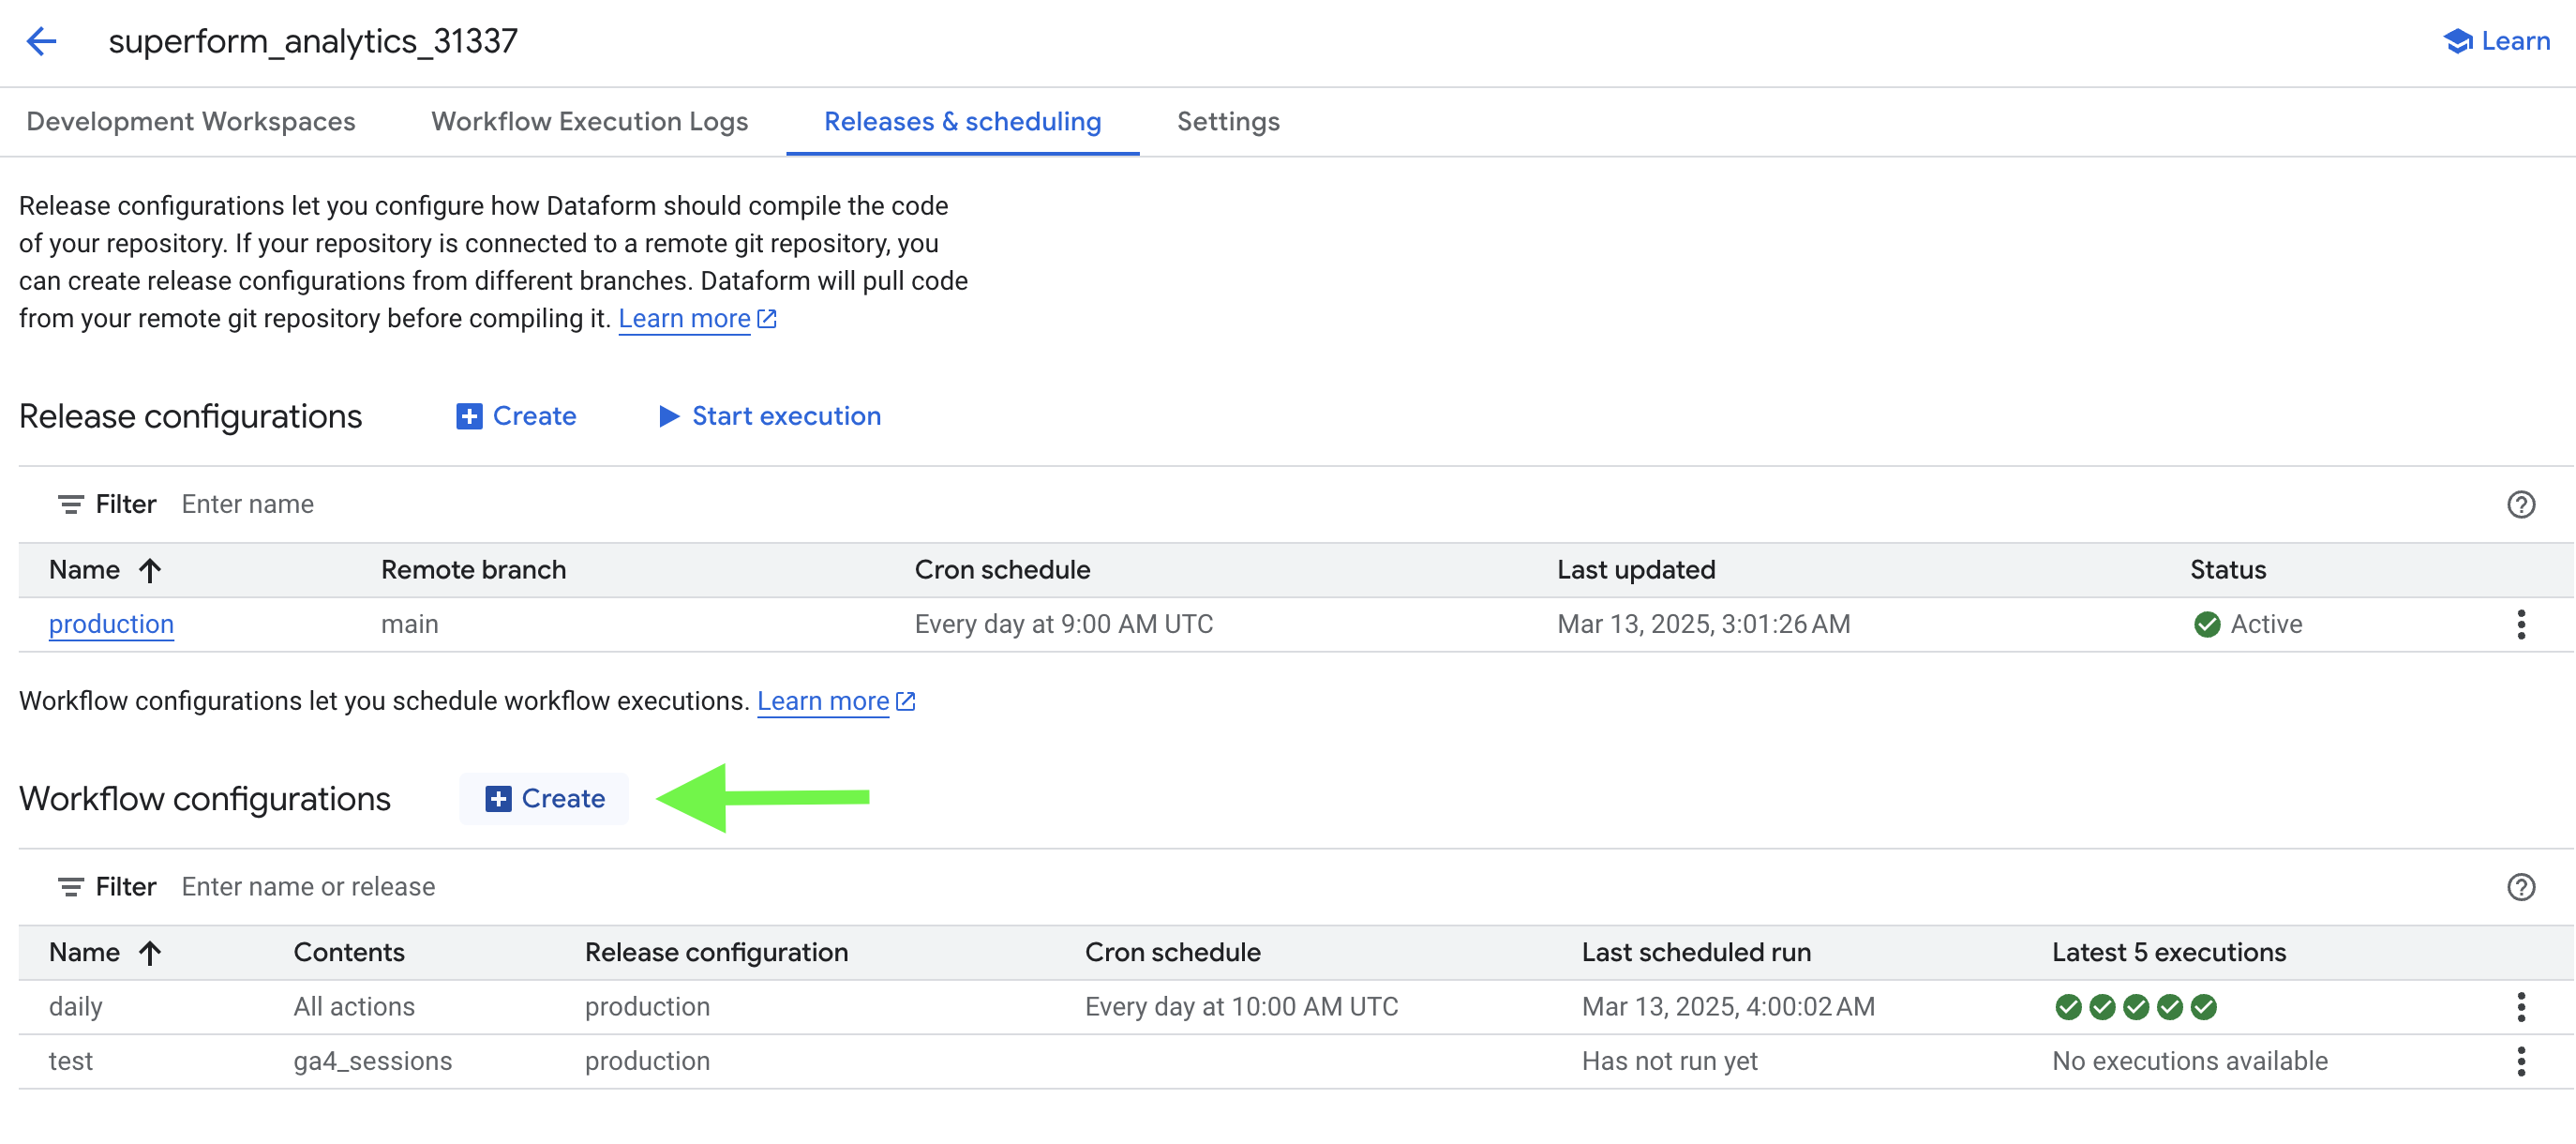 superform_analytics_31337
Learn
Development Workspaces Workflow Execution Logs Releases & scheduling Settings
Release configurations let you configure how Dataform should compile the code
of your repository. If your repository is connected to a remote git repository, you
can create release configurations from different branches. Dataform will pull code
from your remote git repository before compiling it. Learn more
Release configurations Create Start execution
Filter Enter name
Name Remote branch Cron schedule Last updated Status
production main Every day at 9:00 AM UTC Mar 13, 2025, 3:01:26 AM Active
Workflow configurations let you schedule workflow executions. Learn more
Workflow configurations Create
Filter Enter name or release
Name Contents Release configuration Cron schedule Last scheduled run Latest 5 executions
daily All actions production Every day at 10:00 AM UTC Mar 13, 2025, 4:00:02 AM
test ga4_sessions production Has not run yet No executions available